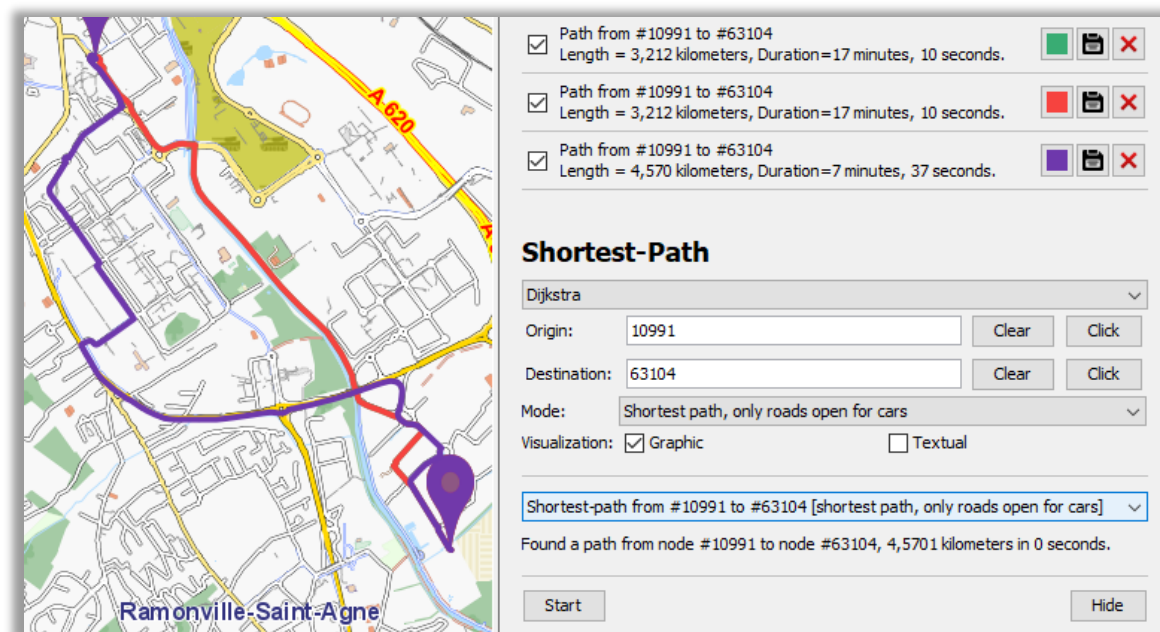 A 620
Ramonville-Saint-Agne
Path from #10991 to #63104
Length = 3,212 kilometers, Duration=17 minutes, 10 seconds.
Path from #10991 to #63104
Length = 3,212 kilometers, Duration=17 minutes, 10 seconds.
Path from #10991 to #63104
Length = 4,570 kilometers, Duration=7 minutes, 37 seconds.
Shortest-Path
Dijkstra
Origin: 10991 Clear Click
Destination: 63104 Clear Click
Mode: Shortest path, only roads open for cars
Visualization: Graphic Textual
Shortest-path from #10991 to #63104 [shortest path, only roads open for cars]
Found a path from node #10991 to node #63104, 4,5701 kilometers in 0 seconds.
Start Hide